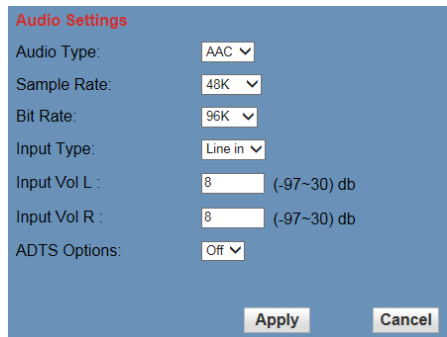 Audio Settings
Audio Type: AAC
Sample Rate: 48K
Bit Rate: 96K
Input Type: Line in
Input Vol L : 8 (-97~30) db
Input Vol R : 8 (-97~30) db
ADTS Options: Off
Apply Cancel